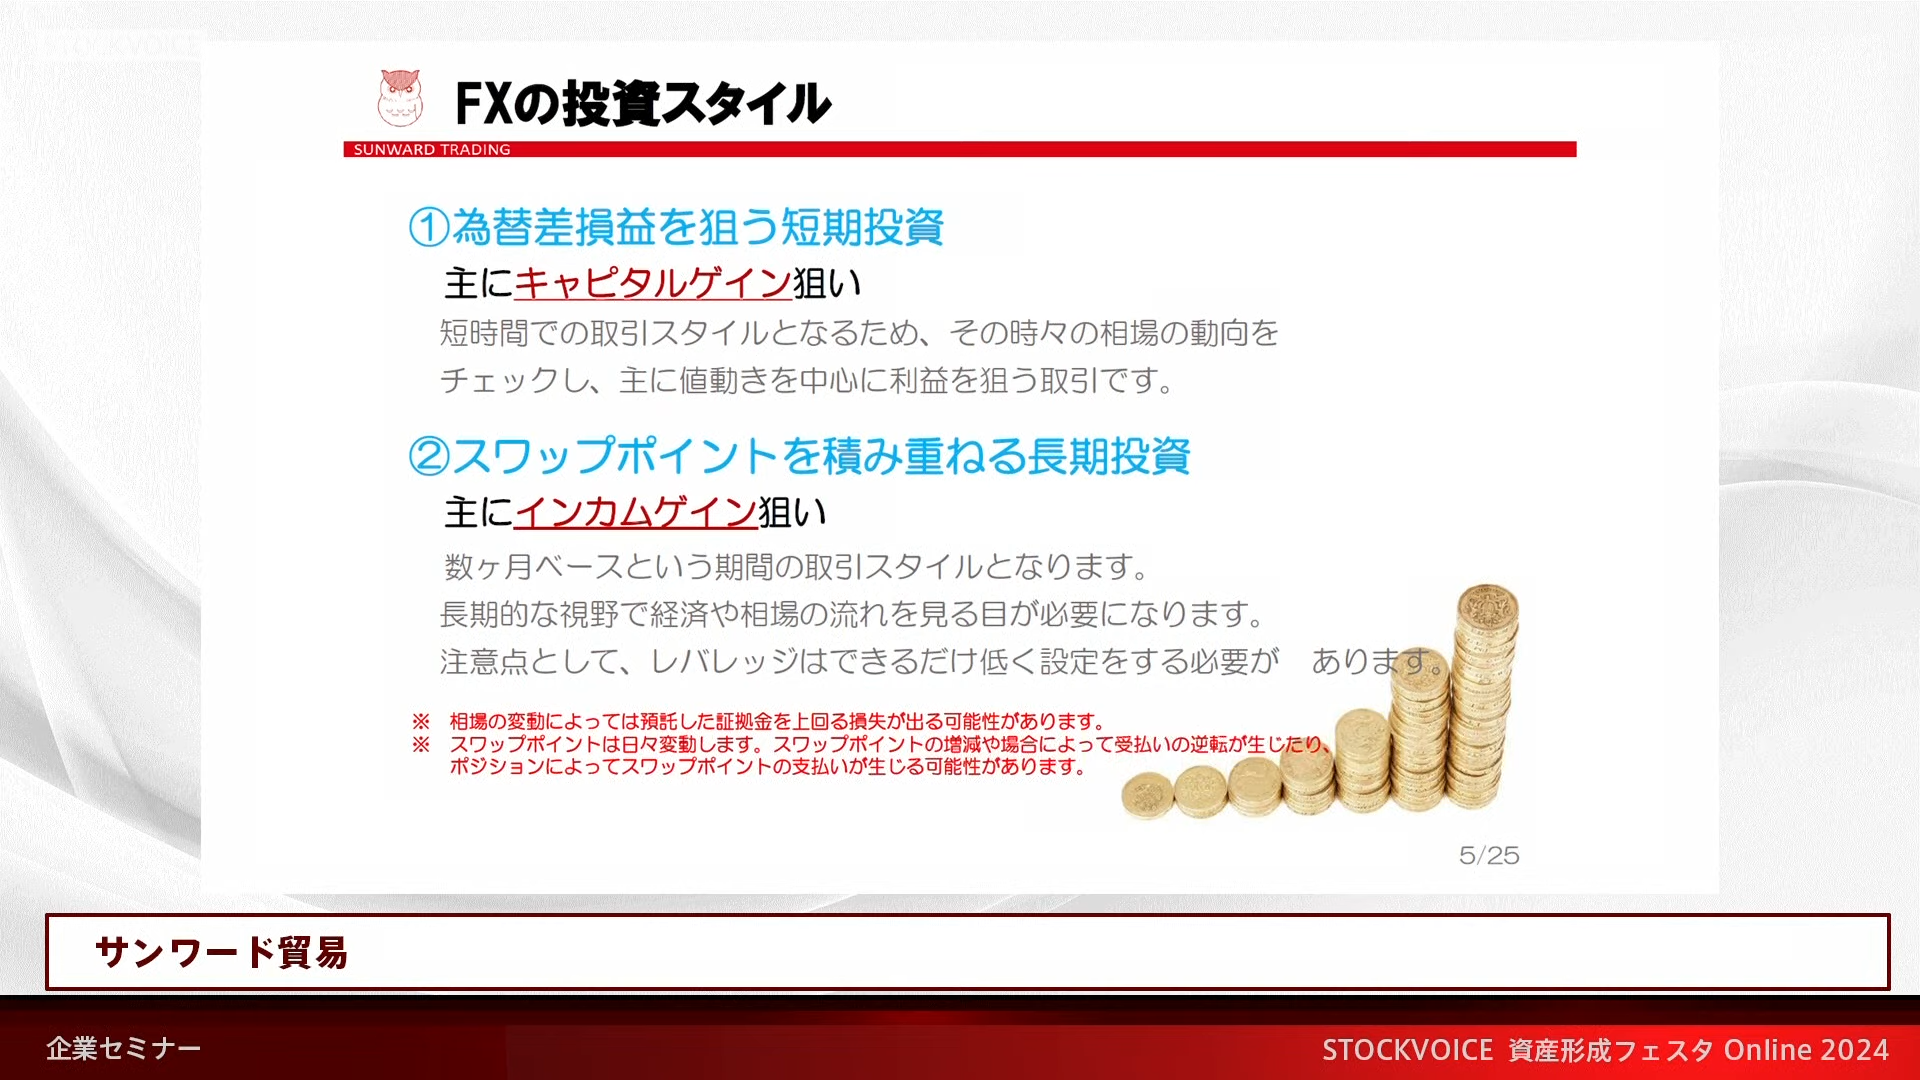 STOCKVOICE
FXの投資スタイル
SUNWARD TRADING
①為替差損益を狙う短期投資
主にキャピタルゲイン狙い
短時間での取引スタイルとなるため、その時々の相場の動向を
チェックし、主に値動きを中心に利益を狙う取引です。
②スワップポイントを積み重ねる長期投資
主にインカムゲイン狙い
数ヶ月ベースという期間の取引スタイルとなります。
長期的な視野で経済や相場の流れを見る目が必要になります。
注意点として、レバレッジはできるだけ低く設定をする必要が　あります。
※　相場の変動によっては預託した証拠金を上回る損失が出る可能性があります。
※　スワップポイントは日々変動します。スワップポイントの増減や場合によって受払いの逆転が生じたり、
ポジションによってスワップポイントの支払いが生じる可能性があります。
5/25
サンワード貿易
企業セミナー
STOCKVOICE 資産形成フェスタ Online 2024